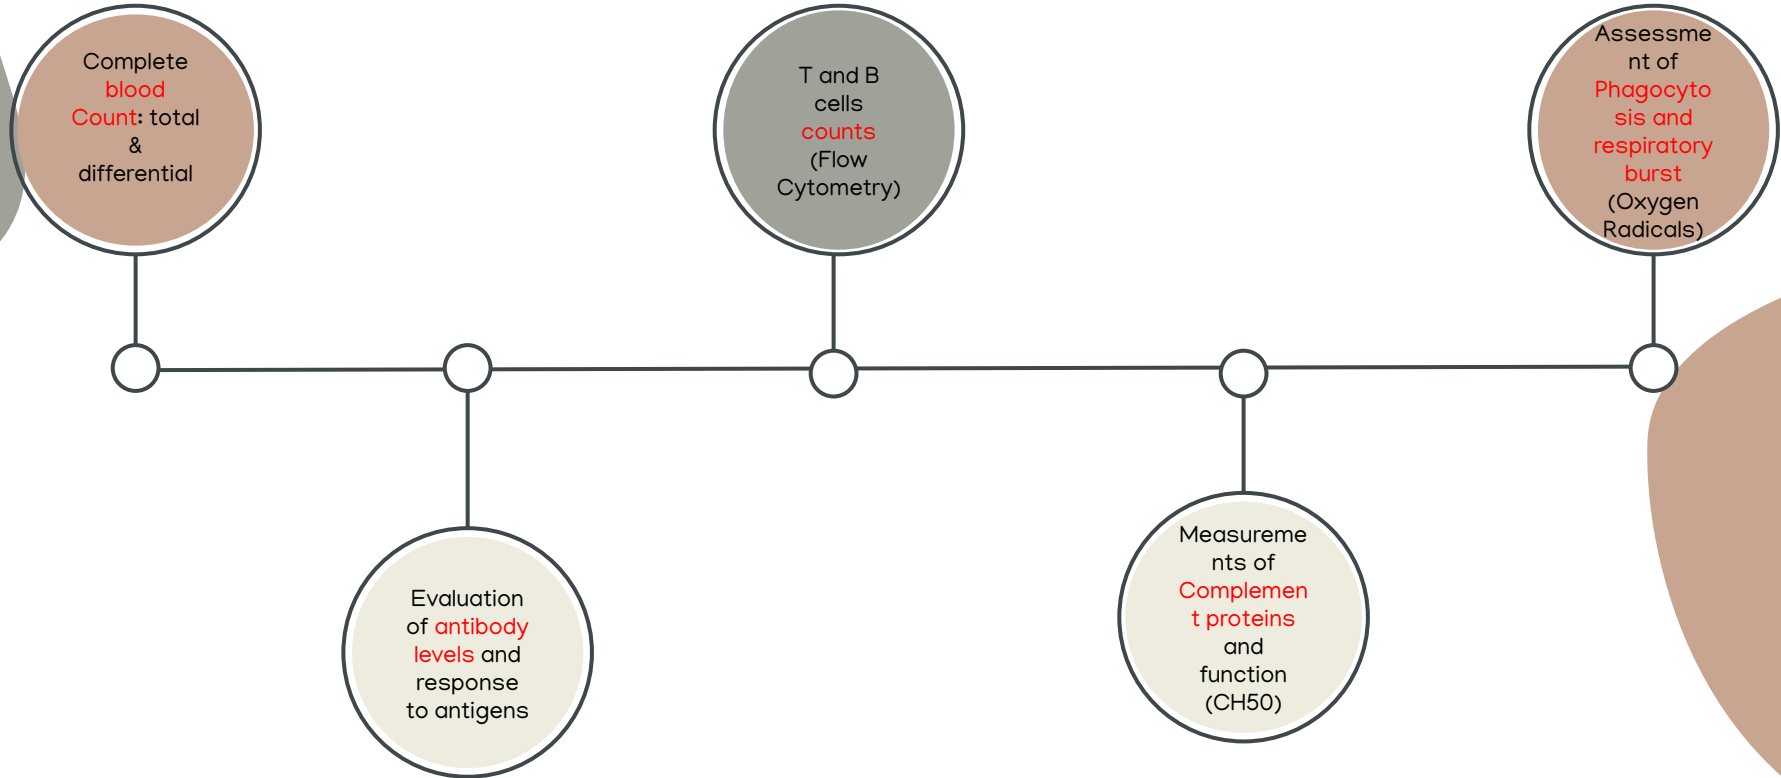 Complete
blood
Count: total
&
differential
Evaluation
of antibody
levels and
response
to antigens
T and B
cells
counts
(Flow
Cytometry)
Measureme
nts of
Complemen
t proteins
and
function
(CH50)
Assessme
nt of
Phagocyto
sis and
respiratory
burst
(Oxygen
Radicals)